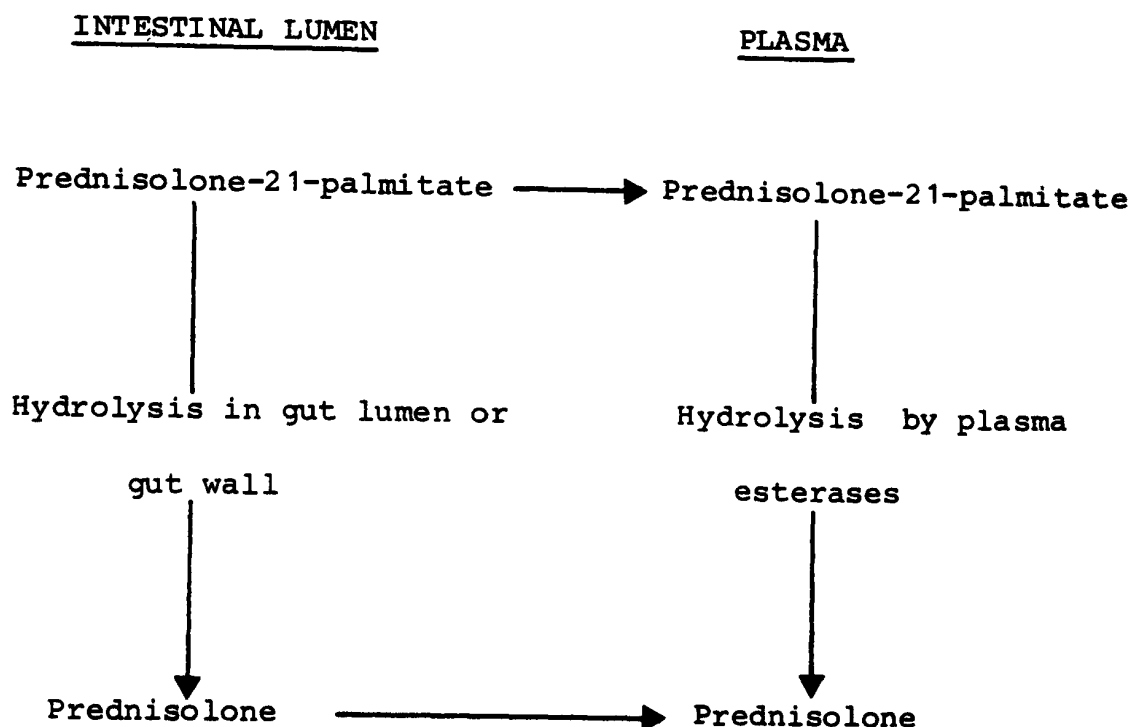 INTESTINAL LUMEN
PLASMA
Prednisolone-21-palmitate
Prednisolone-21-palmitate
Hydrolysis in gut lumen or
gut wall
Hydrolysis by plasma
esterases
Prednisolone
Prednisolone